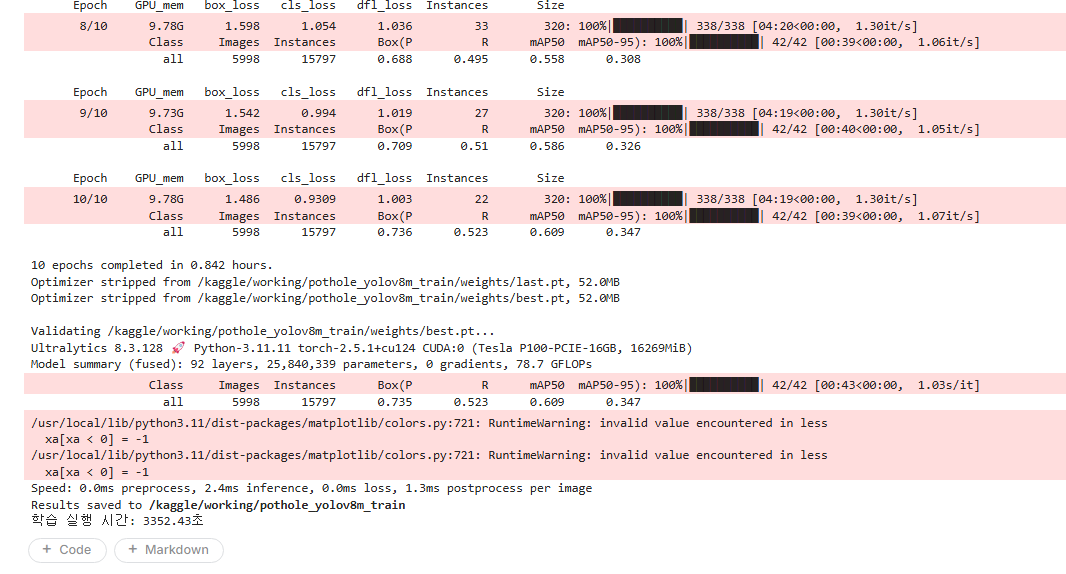 Epoch GPU_mem box_loss cls_loss dfl_loss Instances Size
8/10 9.78G 1.598 1.054 1.036 33 320: 100%|██████████| 338/338 [04:20<00:00, 1.30it/s]
Class Images Instances Box(P R mAP50 mAP50-95): 100%|██████████| 42/42 [00:39<00:00, 1.06it/s]
all 5998 15797 0.688 0.495 0.558 0.308
Epoch GPU_mem box_loss cls_loss dfl_loss Instances Size
9/10 9.73G 1.542 0.994 1.019 27 320: 100%|██████████| 338/338 [04:19<00:00, 1.30it/s]
Class Images Instances Box(P R mAP50 mAP50-95): 100%|██████████| 42/42 [00:40<00:00, 1.05it/s]
all 5998 15797 0.709 0.51 0.586 0.326
Epoch GPU_mem box_loss cls_loss dfl_loss Instances Size
10/10 9.78G 1.486 0.9309 1.003 22 320: 100%|██████████| 338/338 [04:19<00:00, 1.30it/s]
Class Images Instances Box(P R mAP50 mAP50-95): 100%|██████████| 42/42 [00:39<00:00, 1.07it/s]
all 5998 15797 0.736 0.523 0.609 0.347
10 epochs completed in 0.842 hours.
Optimizer stripped from /kaggle/working/pothole_yolov8m_train/weights/last.pt, 52.0MB
Optimizer stripped from /kaggle/working/pothole_yolov8m_train/weights/best.pt, 52.0MB
Validating /kaggle/working/pothole_yolov8m_train/weights/best.pt...
Ultralytics 8.3.128 🚀 Python-3.11.11 torch-2.5.1+cu124 CUDA:0 (Tesla P100-PCIE-16GB, 16269MiB)
Model summary (fused): 92 layers, 25,840,339 parameters, 0 gradients, 78.7 GFLOPs
Class Images Instances Box(P R mAP50 mAP50-95): 100%|██████████| 42/42 [00:43<00:00, 1.03s/it]
all 5998 15797 0.735 0.523 0.609 0.347
/usr/local/lib/python3.11/dist-packages/matplotlib/colors.py:721: RuntimeWarning: invalid value encountered in less
xa[xa < 0] = -1
/usr/local/lib/python3.11/dist-packages/matplotlib/colors.py:721: RuntimeWarning: invalid value encountered in less
xa[xa < 0] = -1
Speed: 0.0ms preprocess, 2.4ms inference, 0.0ms loss, 1.3ms postprocess per image
Results saved to /kaggle/working/pothole_yolov8m_train
학습 실행 시간: 3352.43초
+ Code + Markdown